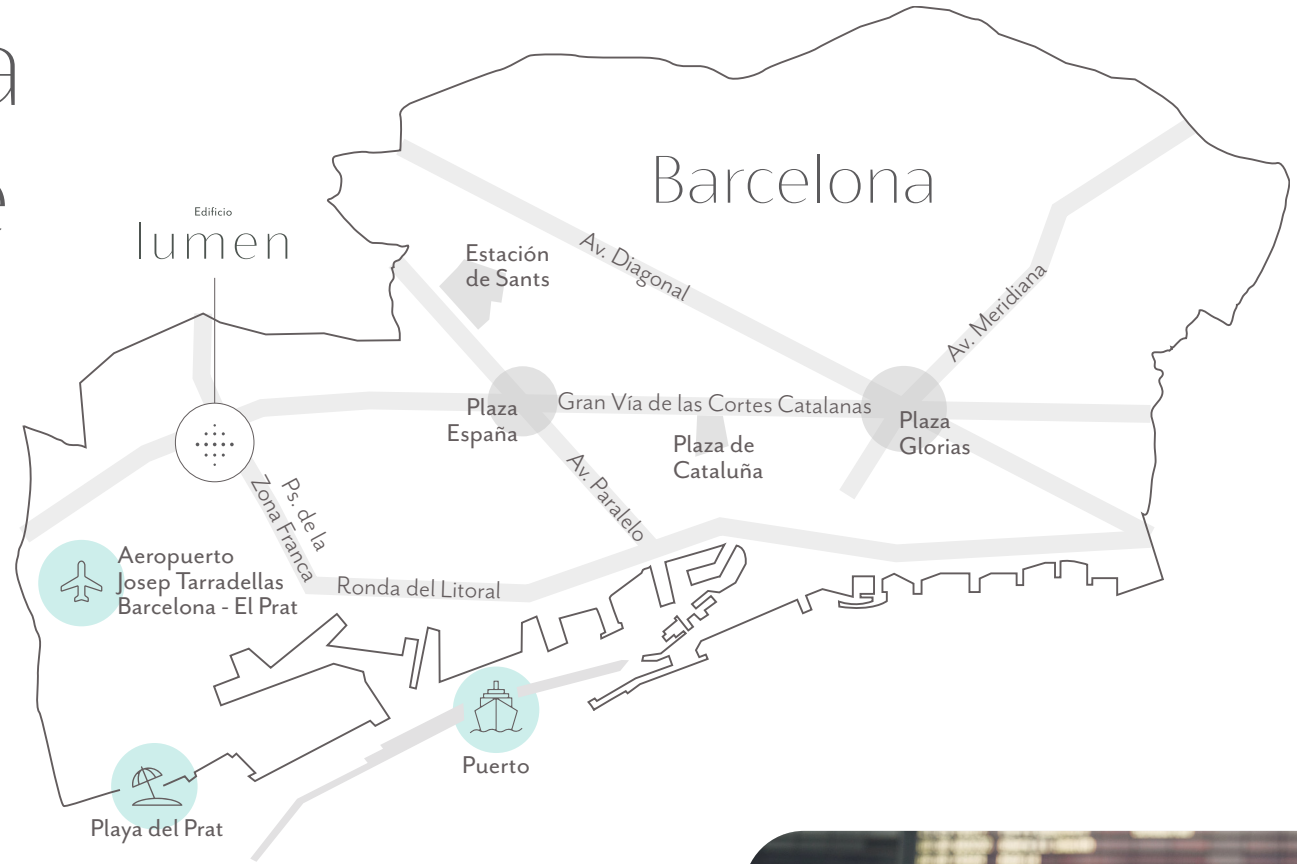 Barcelona
Edificio
lumen
Estación
de Sants
Av. Diagonal
Av. Meridiana
Plaza
España
Gran Vía de las Cortes Catalanas
Plaza
Glorias
Plaza de
Cataluña
Av. Paralelo
Ps. de la
Zona Franca
Aeropuerto
Josep Tarradellas
Barcelona - El Prat
Ronda del Litoral
Puerto
Playa del Prat